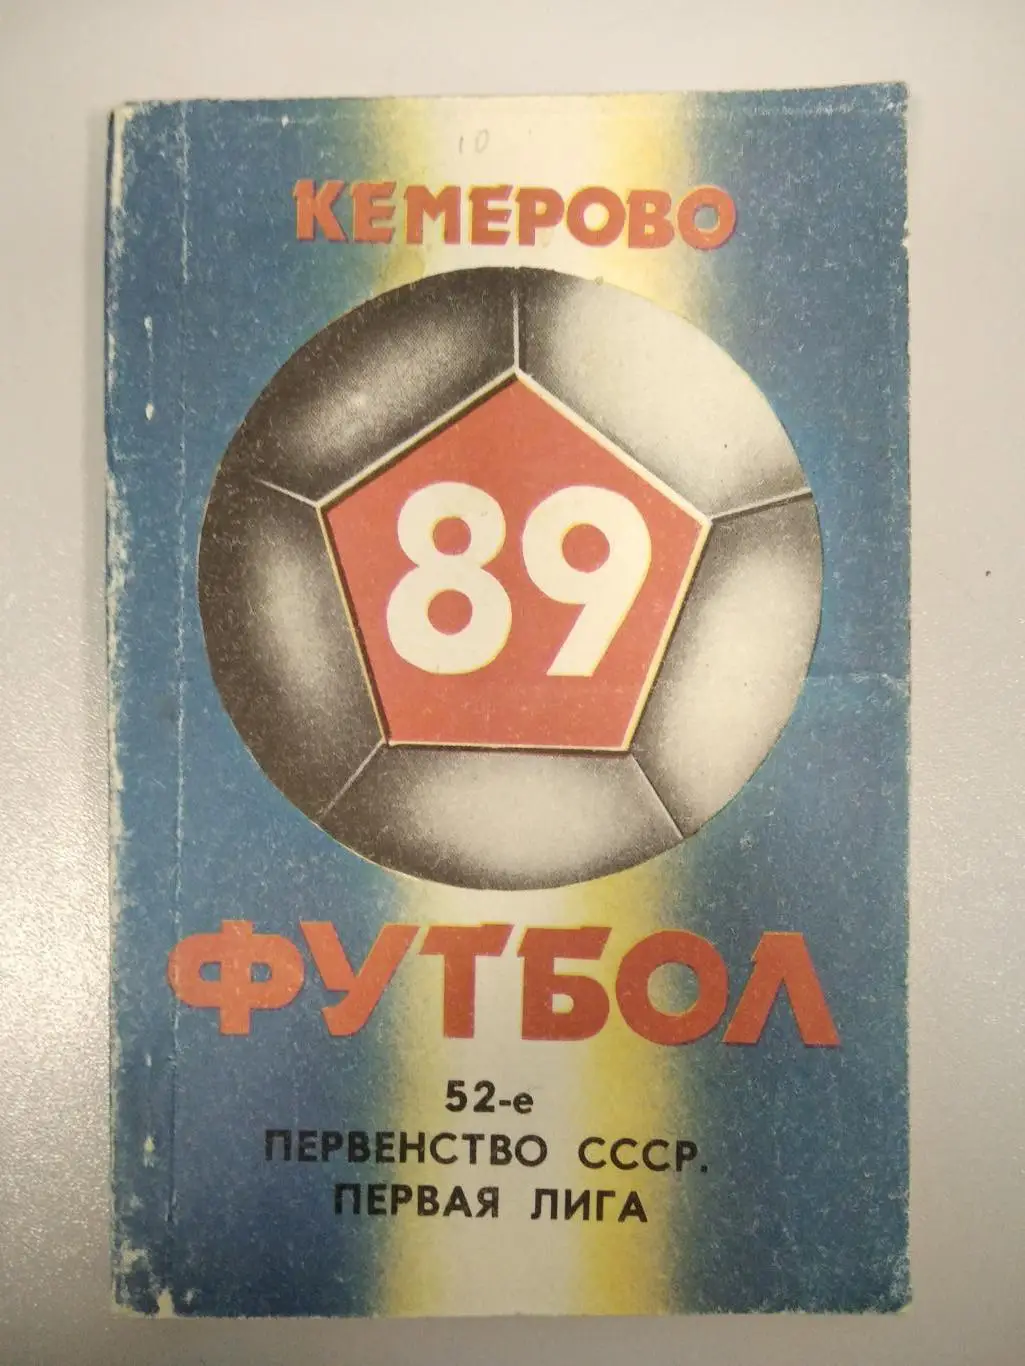 10
КЕМЕРОВО
89
ФУТБОЛ
52-е
ПЕРВЕНСТВО СССР.
ПЕРВАЯ ЛИГА